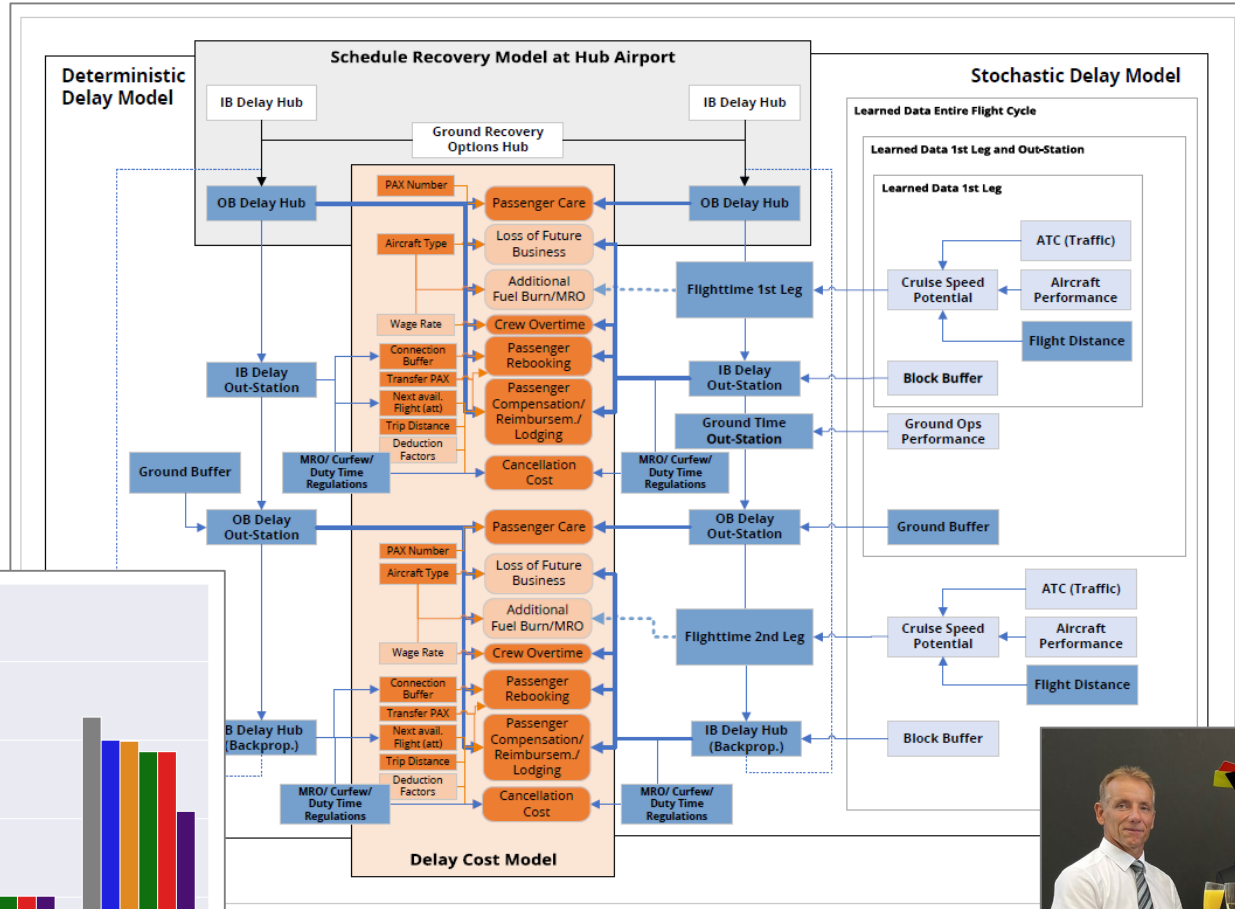 Schedule Recovery Model at Hub Airport
Deterministic
Delay Model
Stochastic Delay Model
IB Delay Hub
IB Delay Hub
Ground Recovery
Options Hub
Learned Data Entire Flight Cycle
Learned Data 1st Leg and Out-Station
Learned Data 1st Leg
PAX Number
OB Delay Hub
Passenger Care
OB Delay Hub
Aircraft Type
Loss of Future
Business
ATC (Traffic)
Additional
Fuel Burn/MRO
Flighttime 1st Leg
Cruise Speed
Potential
Aircraft
Performance
Wage Rate
Crew Overtime
Flight Distance
Connection
Buffer
Passenger
Rebooking
IB Delay
Out-Station
Transfer PAX
IB Delay
Out-Station
Block Buffer
Next avail.
Flight (att)
Passenger
Compensation/
Reimbursem./
Lodging
Trip Distance
Ground Time
Out-Station
Ground Ops
Performance
Deduction
Factors
Ground Buffer
MRO/ Curfew/
Duty Time
Regulations
Cancellation
Cost
MRO/ Curfew/
Duty Time
Regulations
OB Delay
Out-Station
Passenger Care
OB Delay
Out-Station
Ground Buffer
PAX Number
Aircraft Type
Loss of Future
Business
ATC (Traffic)
Additional
Fuel Burn/MRO
Flighttime 2nd Leg
Cruise Speed
Potential
Aircraft
Performance
Wage Rate
Crew Overtime
Flight Distance
Connection
Buffer
Passenger
Rebooking
Transfer PAX
B Delay Hub
(Backprop.)
Next avail.
Flight (att)
Passenger
Compensation/
Reimbursem./
Lodging
IB Delay Hub
(Backprop.)
Block Buffer
Trip Distance
Deduction
Factors
MRO/ Curfew/
Duty Time
Regulations
Cancellation
Cost
MRO/ Curfew/
Duty Time
Regulations
Delay Cost Model